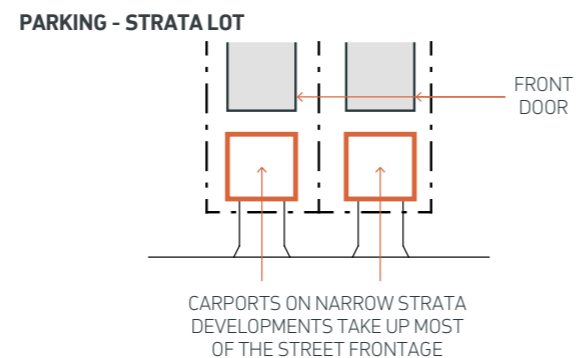 PARKING - STRATA LOT
FRONT
DOOR
CARPORTS ON NARROW STRATA
DEVELOPMENTS TAKE UP MOST
OF THE STREET FRONTAGE